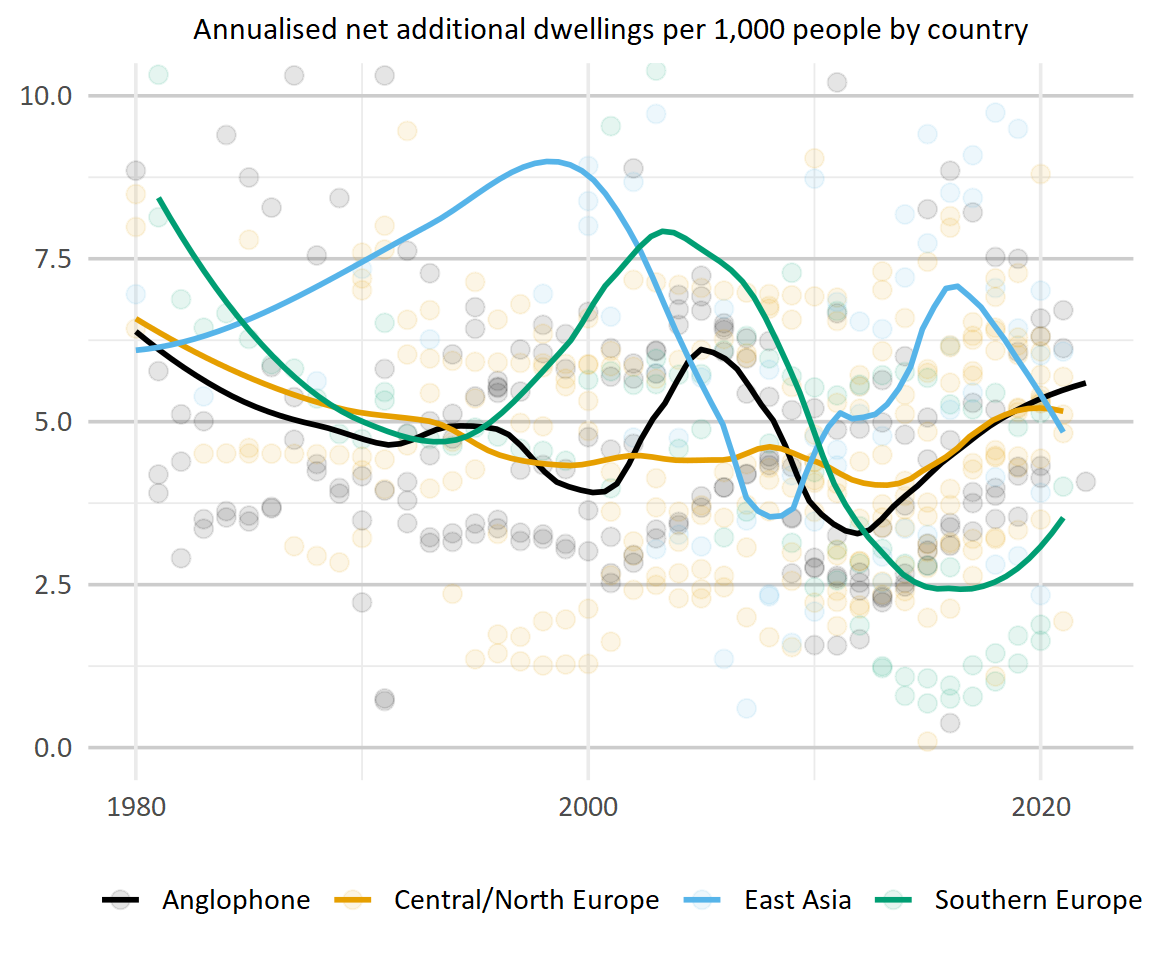 Annualised net additional dwellings per 1,000 people by country
10.0
7.5
5.0
2.5
0.0
1980 2000 2020
Anglophone Central/North Europe East Asia Southern Europe